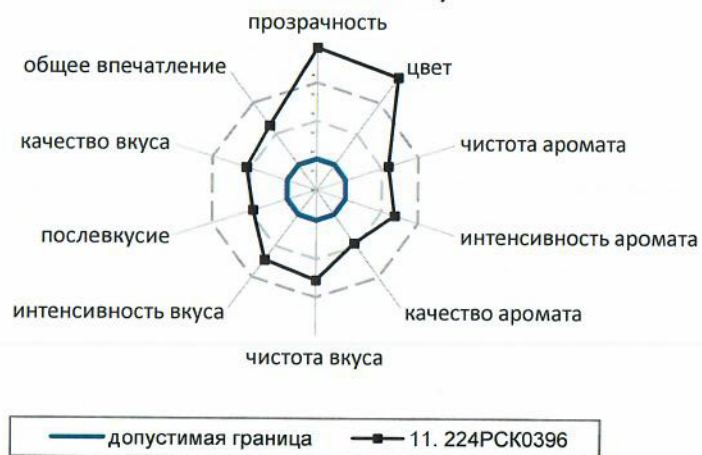 прозрачность
общее впечатление
цвет
качество вкуса
чистота аромата
послевкусие
интенсивность аромата
интенсивность вкуса
качество аромата
чистота вкуса
допустимая граница
11. 224РСК0396